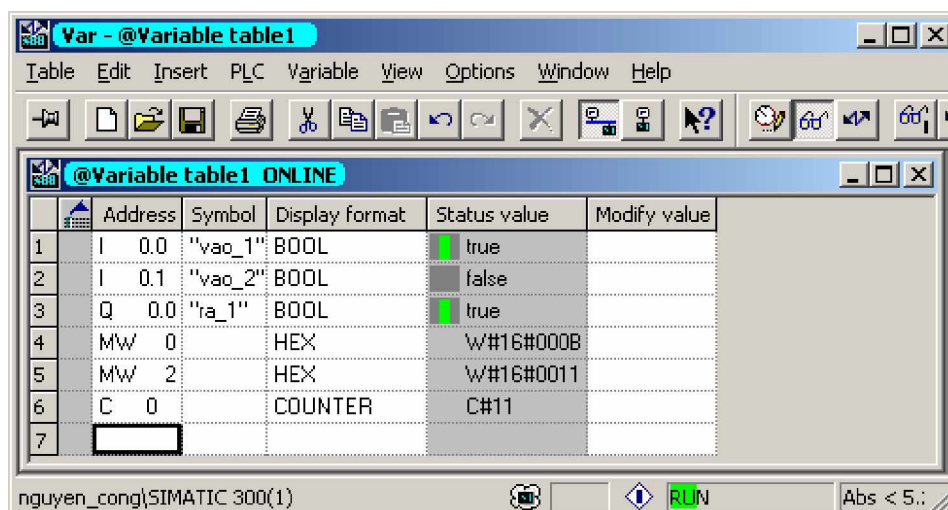 Var - @Variable table1
Table Edit Insert PLC Variable View Options Window Help
@Variable table1 ONLINE
Address Symbol Display format Status value Modify value
1 I 0.0 "vao_1" BOOL true
2 I 0.1 "vao_2" BOOL false
3 Q 0.0 "ra_1" BOOL true
4 MW 0 HEX W#16#000B
5 MW 2 HEX W#16#0011
6 C 0 COUNTER C#11
7
nguyen_cong\SIMATIC 300(1) RUN Abs < 5.: